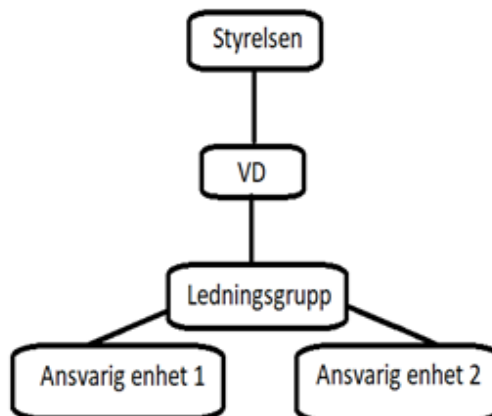 Styrelsen
VD
Ledningsgrupp
Ansvarig enhet 1
Ansvarig enhet 2